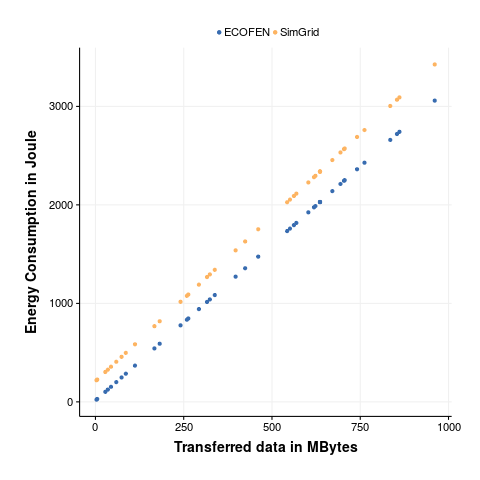 ECOFEN SimGrid
3000
2000
1000
0
Energy Consumption in Joule
0 250 500 750 1000
Transferred data in MBytes